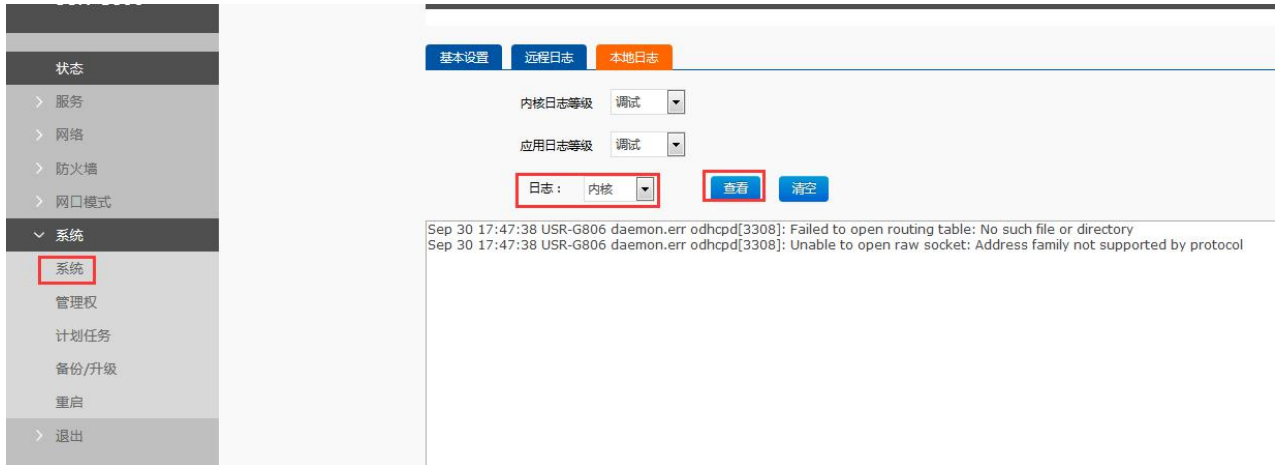 状态
服务
网络
防火墙
网口模式
系统
系统
管理权
计划任务
备份/升级
重启
退出
基本设置 远程日志 本地日志
内核日志等级 调试
应用日志等级 调试
日志： 内核 查看 清空
Sep 30 17:47:38 USR-G806 daemon.err odhcpd[3308]: Failed to open routing table: No such file or directory
Sep 30 17:47:38 USR-G806 daemon.err odhcpd[3308]: Unable to open raw socket: Address family not supported by protocol